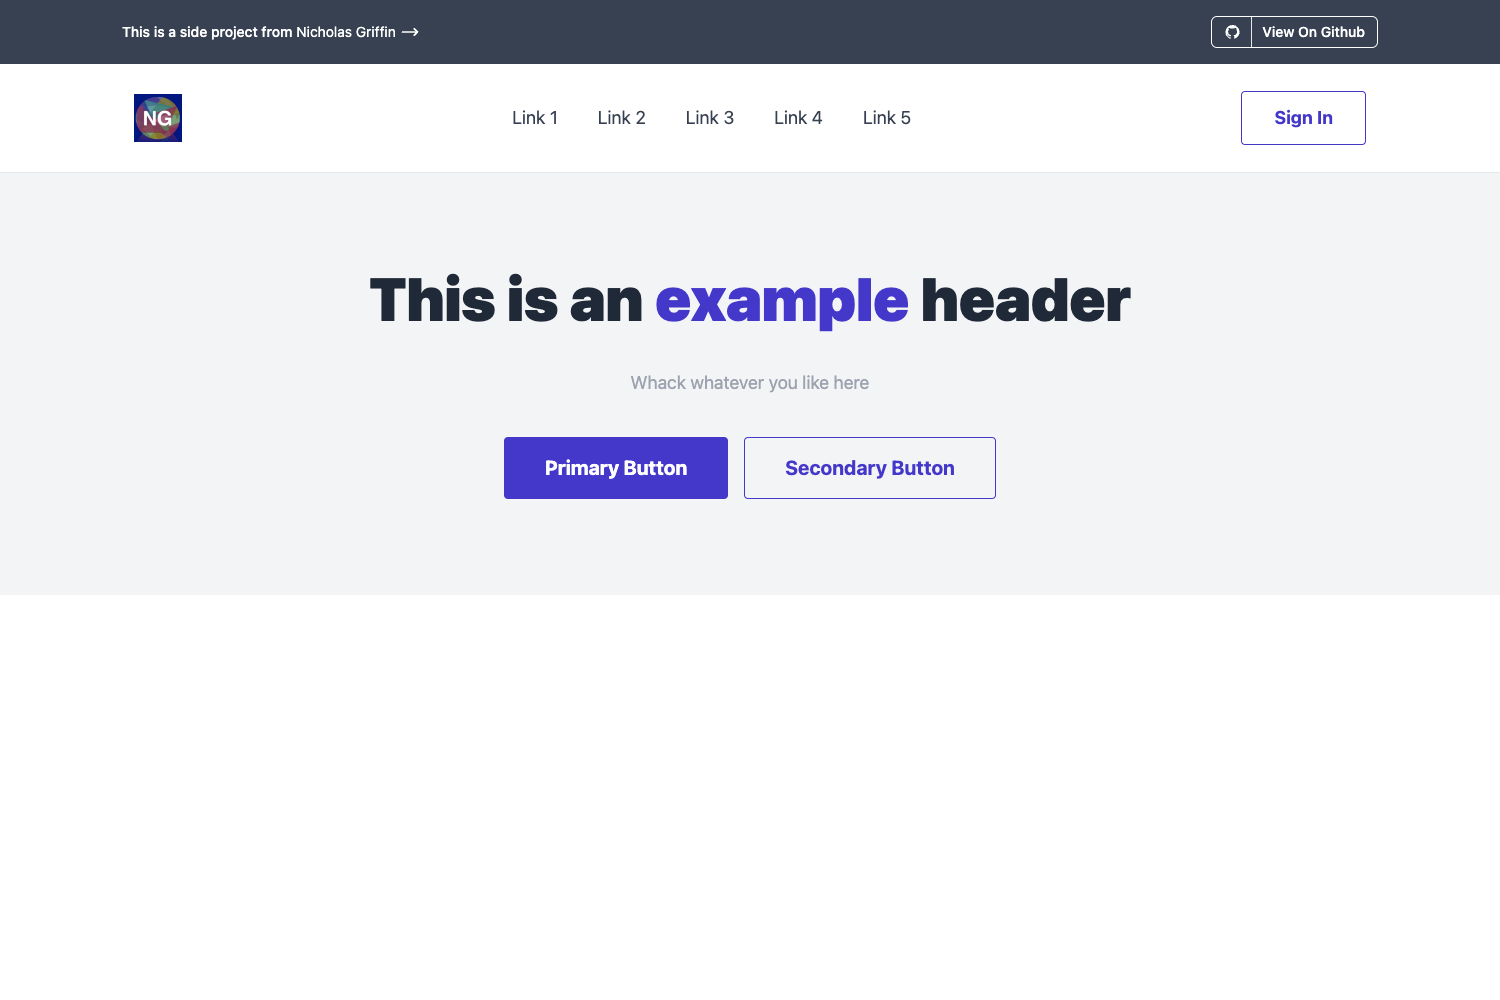 This is a side project from Nicholas Griffin →
View On Github
NG
Link 1 Link 2 Link 3 Link 4 Link 5
Sign In
This is an example header
Whack whatever you like here
Primary Button
Secondary Button